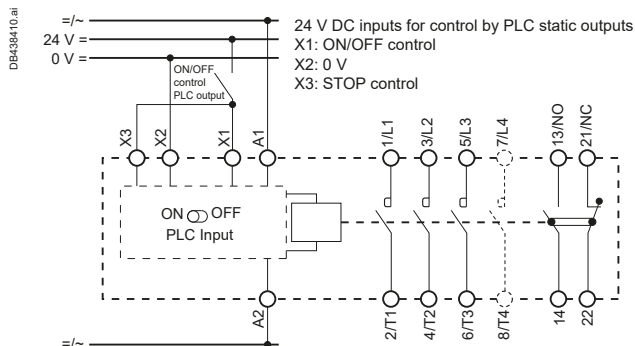 DB438410.ai
=/~
24 V =
0 V =
24 V DC inputs for control by PLC static outputs
X1: ON/OFF control
X2: 0 V
X3: STOP control
ON/OFF
control
PLC output
X3
X2
X1
A1
1/L1
3/L2
5/L3
7/L4
13/NO
21/NC
ON OFF
PLC Input
A2
2/T1
4/T2
6/T3
8/T4
14
22
=/~